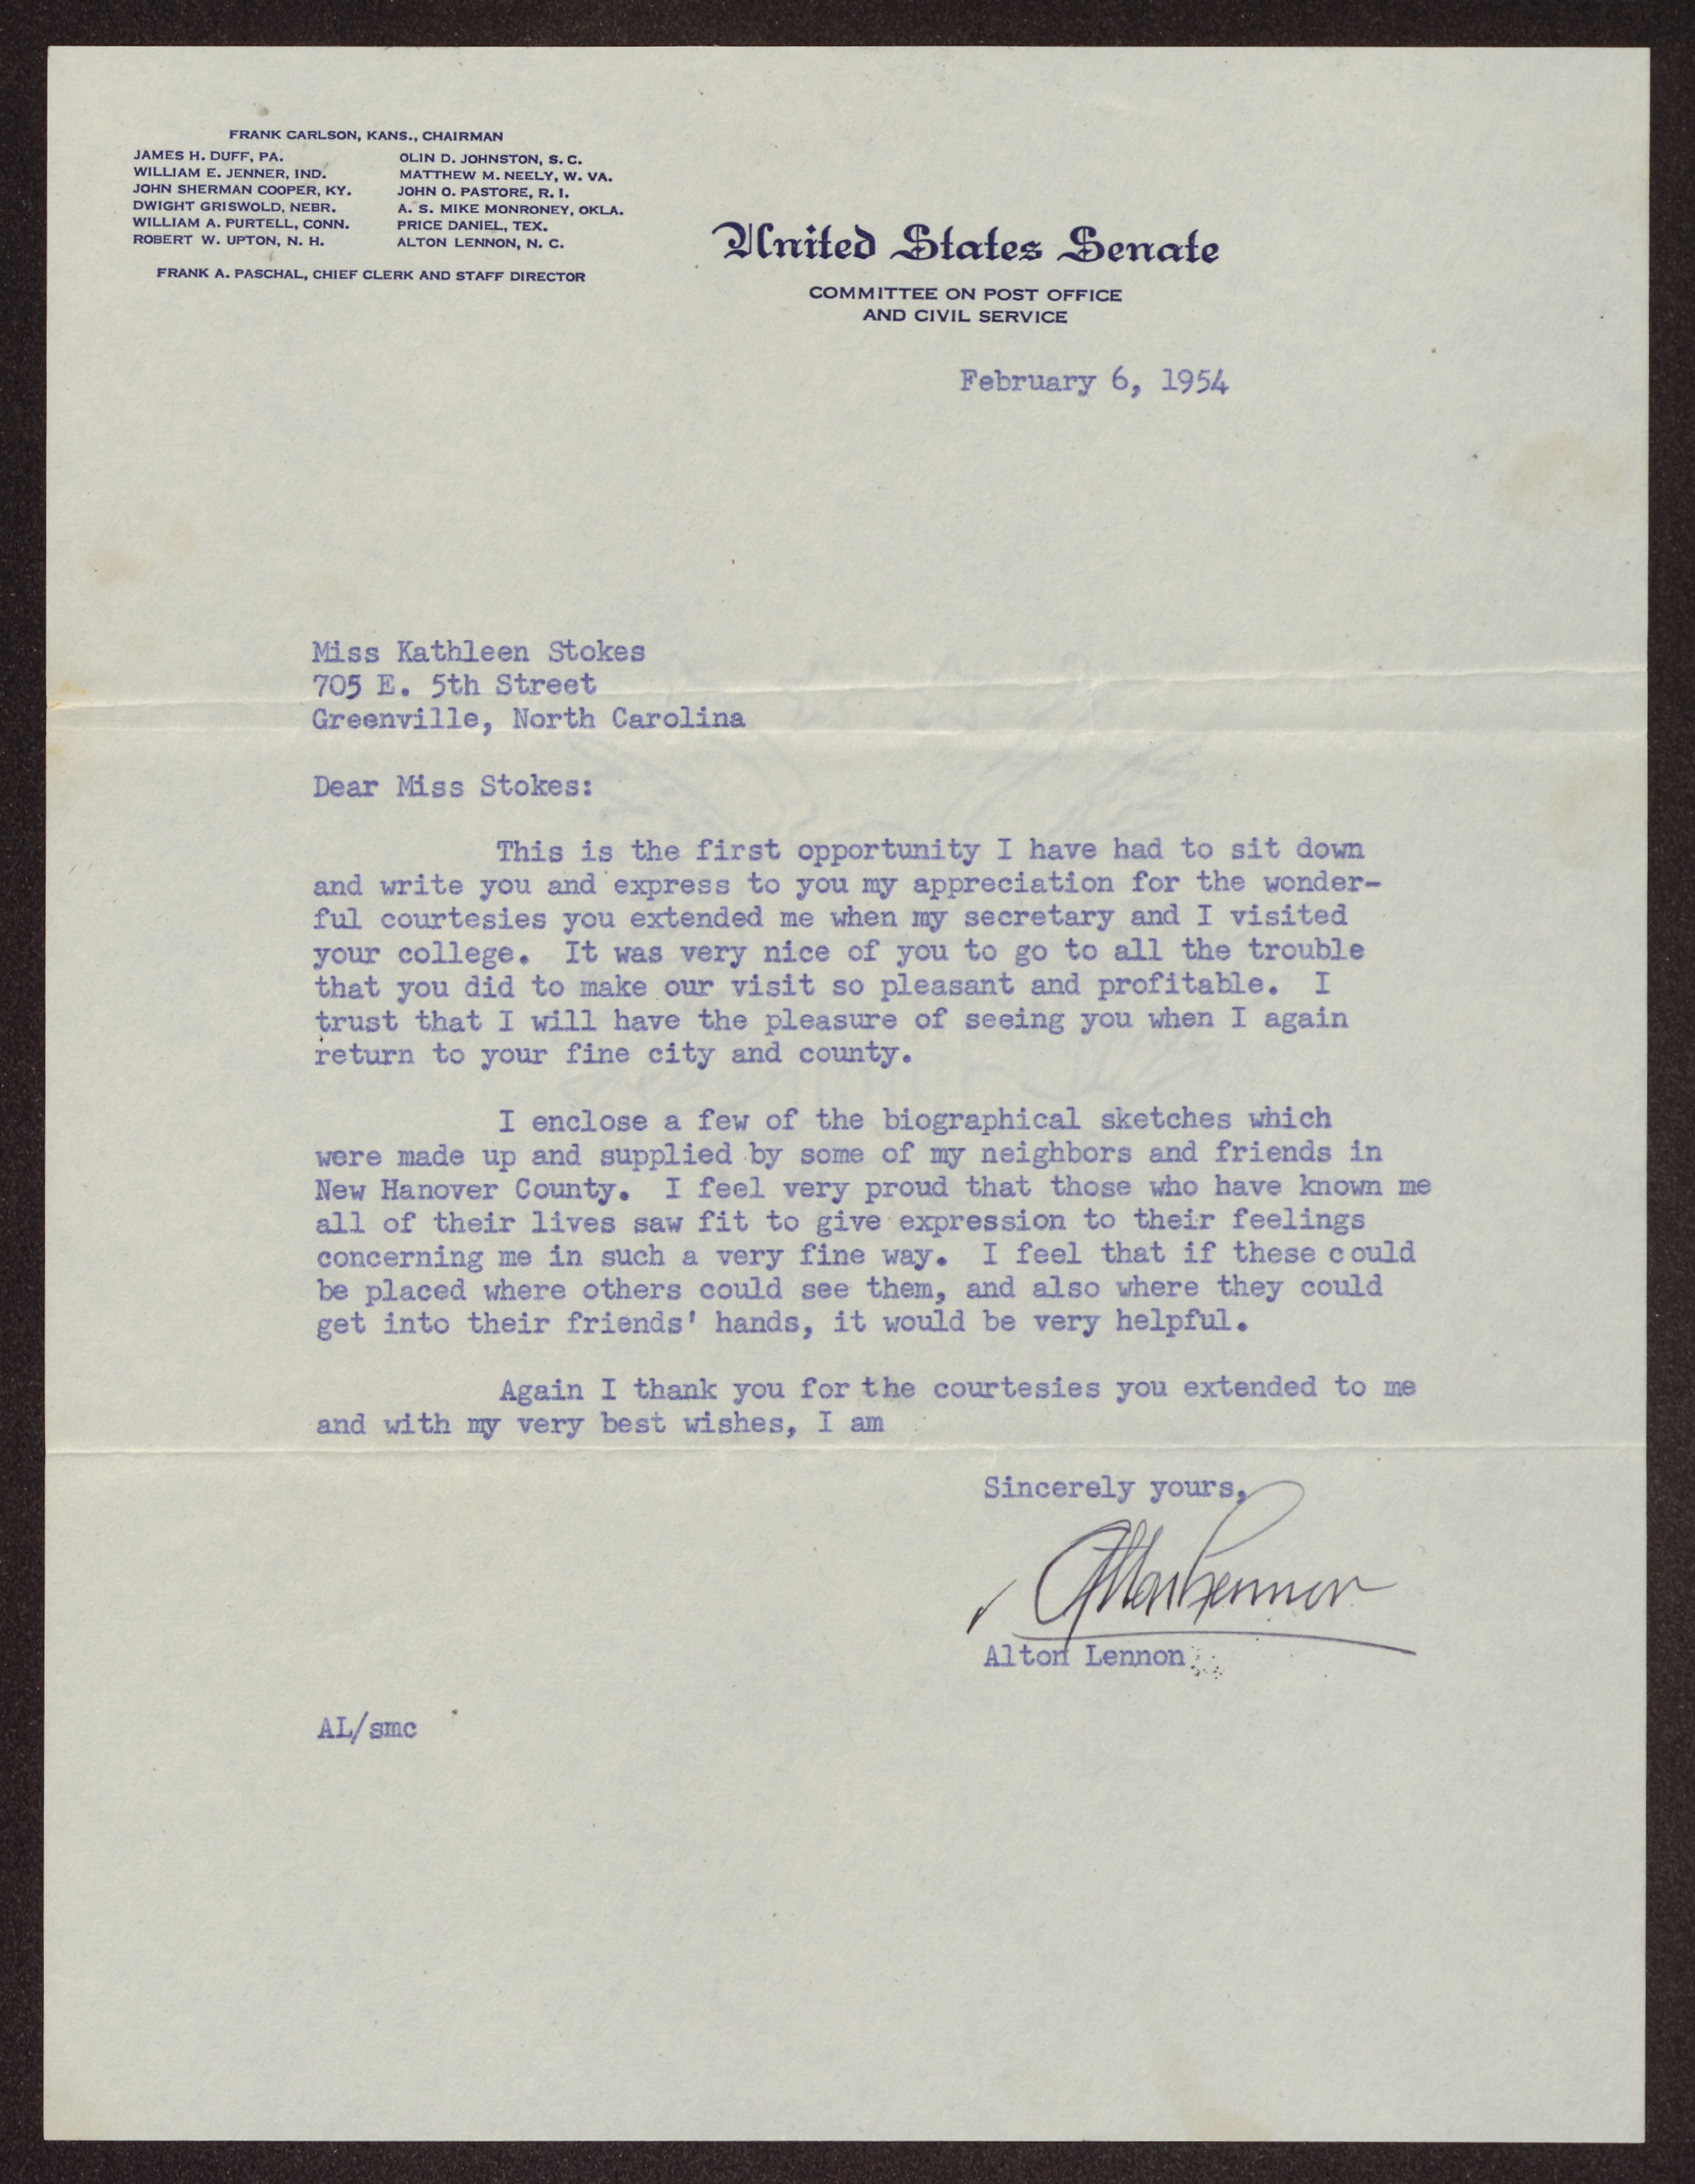 FRANK CARLSON, KANS., CHAIRMAN
JAMES H. DUFF, PA.
WILLIAM E. JENNER, IND.
JOHN SHERMAN COOPER, KY.
DWIGHT GRISWOLD, NEBR.
WILLIAM A. PURTELL, CONN.
ROBERT W. UPTON, N. H.
OLIN D. JOHNSTON, S. C.
MATTHEW M. NEELY, W. VA.
JOHN O. PASTORE, R. I.
A. S. MIKE MONRONEY, OKLA.
PRICE DANIEL, TEX.
ALTON LENNON, N. C.
FRANK A. PASCHAL, CHIEF CLERK AND STAFF DIRECTOR
United States Senate
COMMITTEE ON POST OFFICE
AND CIVIL SERVICE
February 6, 1954
Miss Kathleen Stokes
705 E. 5th Street
Greenville, North Carolina
Dear Miss Stokes:
This is the first opportunity I have had to sit down
and write you and express to you my appreciation for the wonder-
ful courtesies you extended me when my secretary and I visited
your college. It was very nice of you to go to all the trouble
that you did to make our visit so pleasant and profitable. I
trust that I will have the pleasure of seeing you when I again
return to your fine city and county.
I enclose a few of the biographical sketches which
were made up and supplied by some of my neighbors and friends in
New Hanover County. I feel very proud that those who have known me
all of their lives saw fit to give expression to their feelings
concerning me in such a very fine way. I feel that if these could
be placed where others could see them, and also where they could
get into their friends' hands, it would be very helpful.
Again I thank you for the courtesies you extended to me
and with my very best wishes, I am
Sincerely yours,
Alton Lennon
Alton Lennon
AL/smc